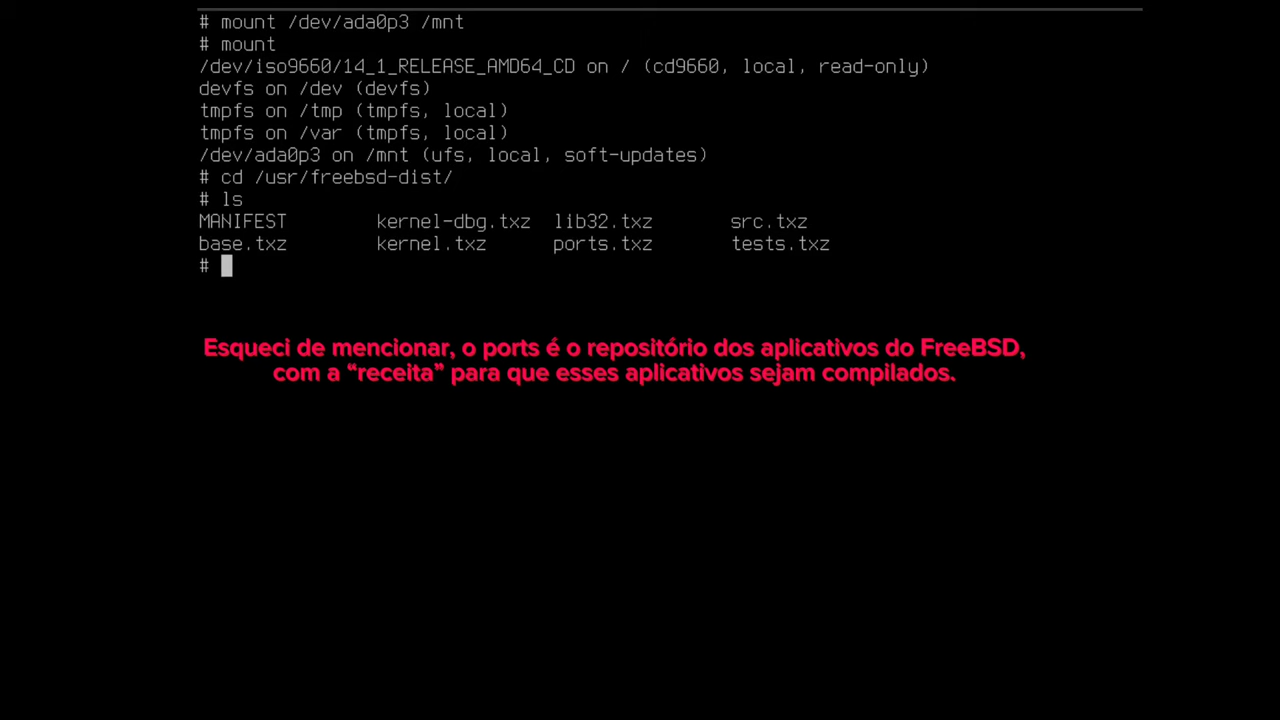 # mount /dev/ada0p3 /mnt
# mount
/dev/iso9660/14_1_RELEASE_AMD64_CD on / (cd9660, local, read-only)
devfs on /dev (devfs)
tmpfs on /tmp (tmpfs, local)
tmpfs on /var (tmpfs, local)
/dev/ada0p3 on /mnt (ufs, local, soft-updates)
# cd /usr/freebsd-dist/
# ls
MANIFEST kernel-dbg.txz lib32.txz src.txz
base.txz kernel.txz ports.txz tests.txz
#
Esqueci de mencionar, o ports é o repositório dos aplicativos do FreeBSD,
com a “receita” para que esses aplicativos sejam compilados.